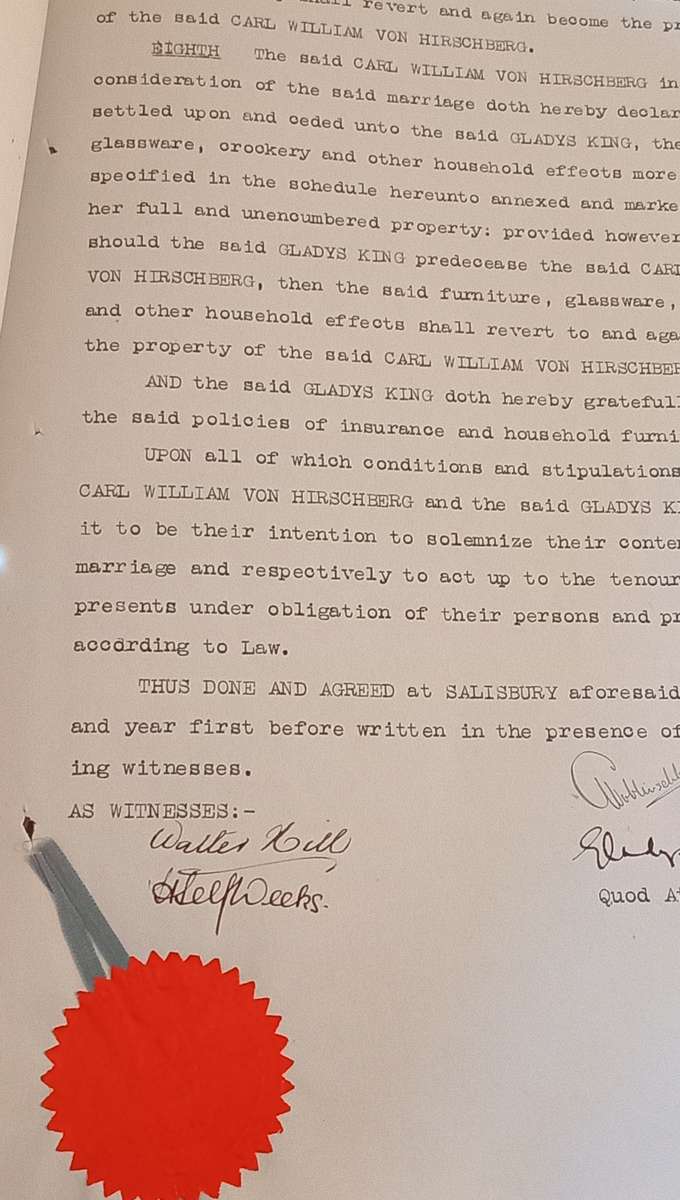 revert and again become the
of the said CARL WILLIAM VON HIRSCHBERG.
EIGHTH The said CARL WILLIAM VON HIRSCHBERG in
consideration of the said marriage doth hereby declar
settled upon and ceded unto the said GLADYS KING, the
glassware, crockery and other household effects more
specified in the schedule hereunto annexed and marke
her full and unencumbered property: provided however
should the said GLADYS KING predecease the said CARL
VON HIRSCHBERG, then the said furniture, glassware,
and other household effects shall revert to and aga
the property of the said CARL WILLIAM VON HIRSCHBER
AND the said GLADYS KING doth hereby gratefull
the said policies of insurance and household furni
UPON all of which conditions and stipulations
CARL WILLIAM VON HIRSCHBERG and the said GLADYS KI
it to be their intention to solemnize their conte
marriage and respectively to act up to the tenour
presents under obligation of their persons and pr
according to Law.
THUS DONE AND AGREED at SALISBURY aforesaid
and year first before written in the presence of
ing witnesses.
AS WITNESSES:-
Walter Hill
Weeks.
Gladys
Quod A